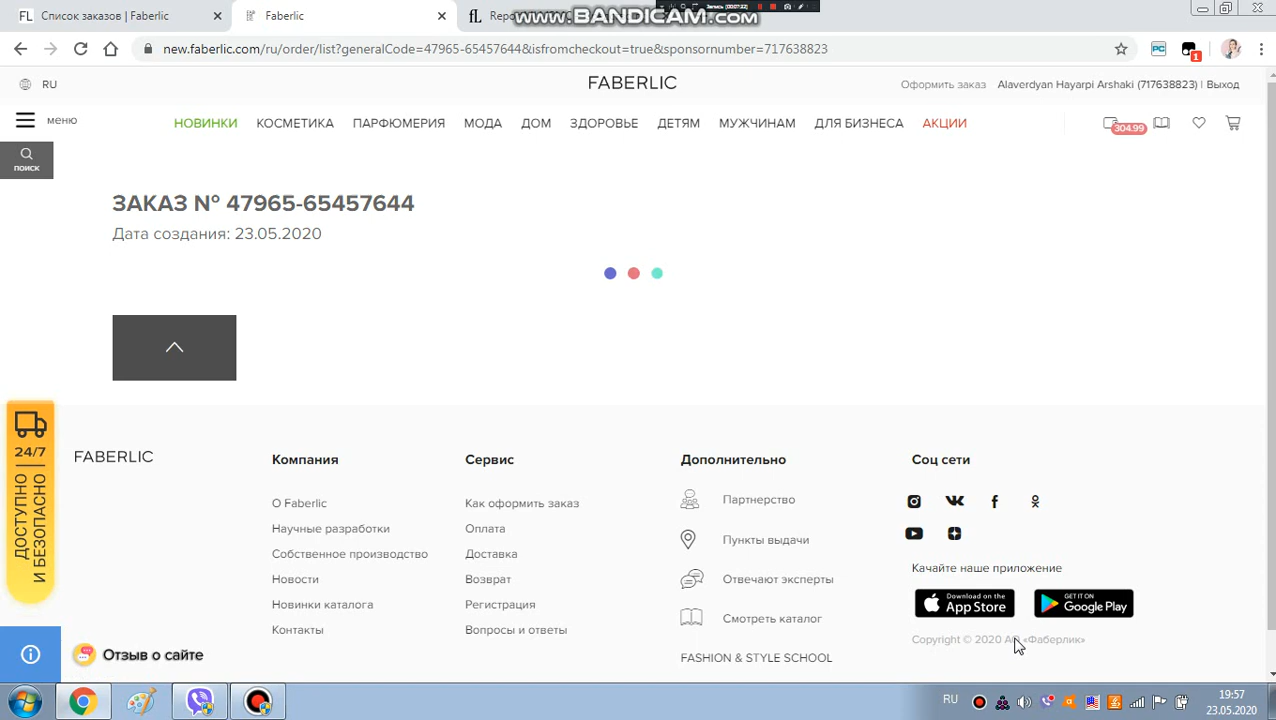 Список заказов | Faberlic
Faberlic
Repo
www.BANDICAM.com
new.faberlic.com/ru/order/list?generalCode=47965-65457644&isfromcheckout=true&sponsornumber=717638823
PC
1
RU
FABERLIC
Оформить заказ
Alaverdyan Hayarpi Arshaki (717638823) | Выход
меню
НОВИНКИ КОСМЕТИКА ПАРФЮМЕРИЯ МОДА ДОМ ЗДОРОВЬЕ ДЕТЯМ МУЖЧИНАМ ДЛЯ БИЗНЕСА АКЦИИ
304.99
ПОИСК
ЗАКАЗ № 47965-65457644
Дата создания: 23.05.2020
24/7
ДОСТУПНО
И БЕЗОПАСНО
FABERLIC
Компания
О Faberlic
Научные разработки
Собственное производство
Новости
Новинки каталога
Контакты
Сервис
Как оформить заказ
Оплата
Доставка
Возврат
Регистрация
Вопросы и ответы
Дополнительно
Партнерство
Пункты выдачи
Отвечают эксперты
Смотреть каталог
FASHION & STYLE SCHOOL
Соц сети
Качайте наше приложение
Download on the
App Store
GET IT ON
Google Play
Copyright © 2020 АО «Фаберлик»
Отзыв о сайте
RU
19:57
23.05.2020